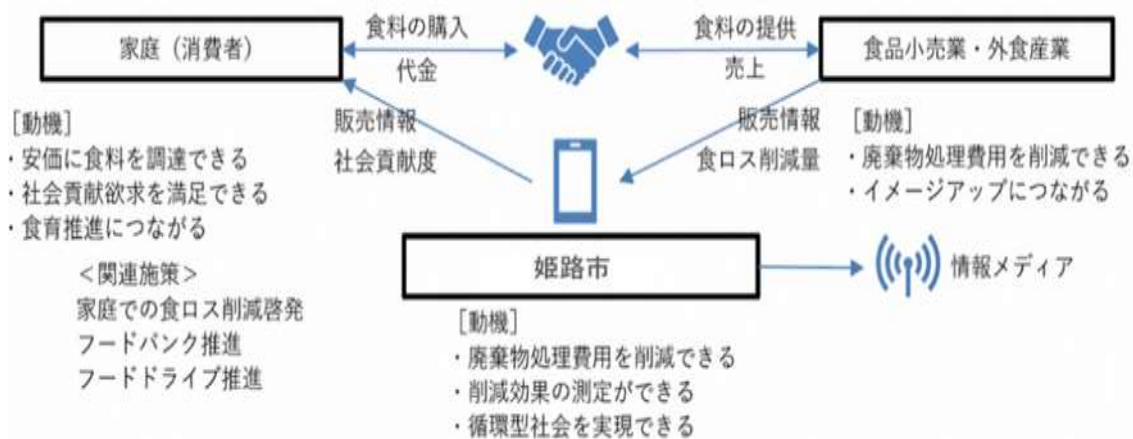 家庭（消費者）
食料の購入
代金
食料の提供
売上
食品小売業・外食産業
販売情報
社会貢献度
販売情報
食ロス削減量
［動機］
・安価に食料を調達できる
・社会貢献欲求を満足できる
・食育推進につながる
＜関連施策＞
家庭での食ロス削減啓発
フードバンク推進
フードドライブ推進
［動機］
・廃棄物処理費用を削減できる
・イメージアップにつながる
姫路市
情報メディア
［動機］
・廃棄物処理費用を削減できる
・削減効果の測定ができる
・循環型社会を実現できる